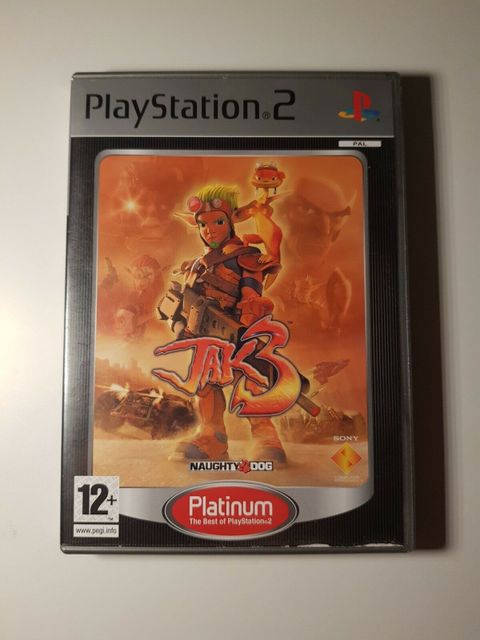 PlayStation®2
PAL
JAK 3
SONY
NAUGHTY DOG
12+
www.pegi.info
Platinum
The Best of PlayStation®2